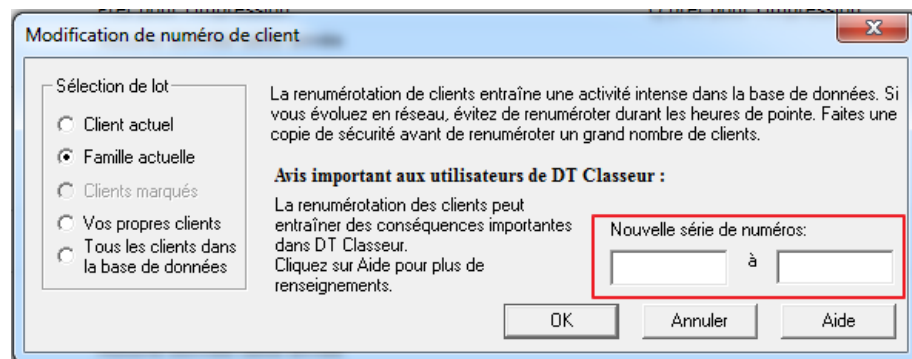 Modification de numéro de client
Sélection de lot
Client actuel
Famille actuelle
Clients marqués
Vos propres clients
Tous les clients dans
la base de données
La renumérotation de clients entraîne une activité intense dans la base de données. Si
vous évoluez en réseau, évitez de renuméroter durant les heures de pointe. Faites une
copie de sécurité avant de renuméroter un grand nombre de clients.
Avis important aux utilisateurs de DT Classeur :
La renumérotation des clients peut
entraîner des conséquences importantes
dans DT Classeur.
Cliquez sur Aide pour plus de
renseignements.
Nouvelle série de numéros:
à
OK
Annuler
Aide